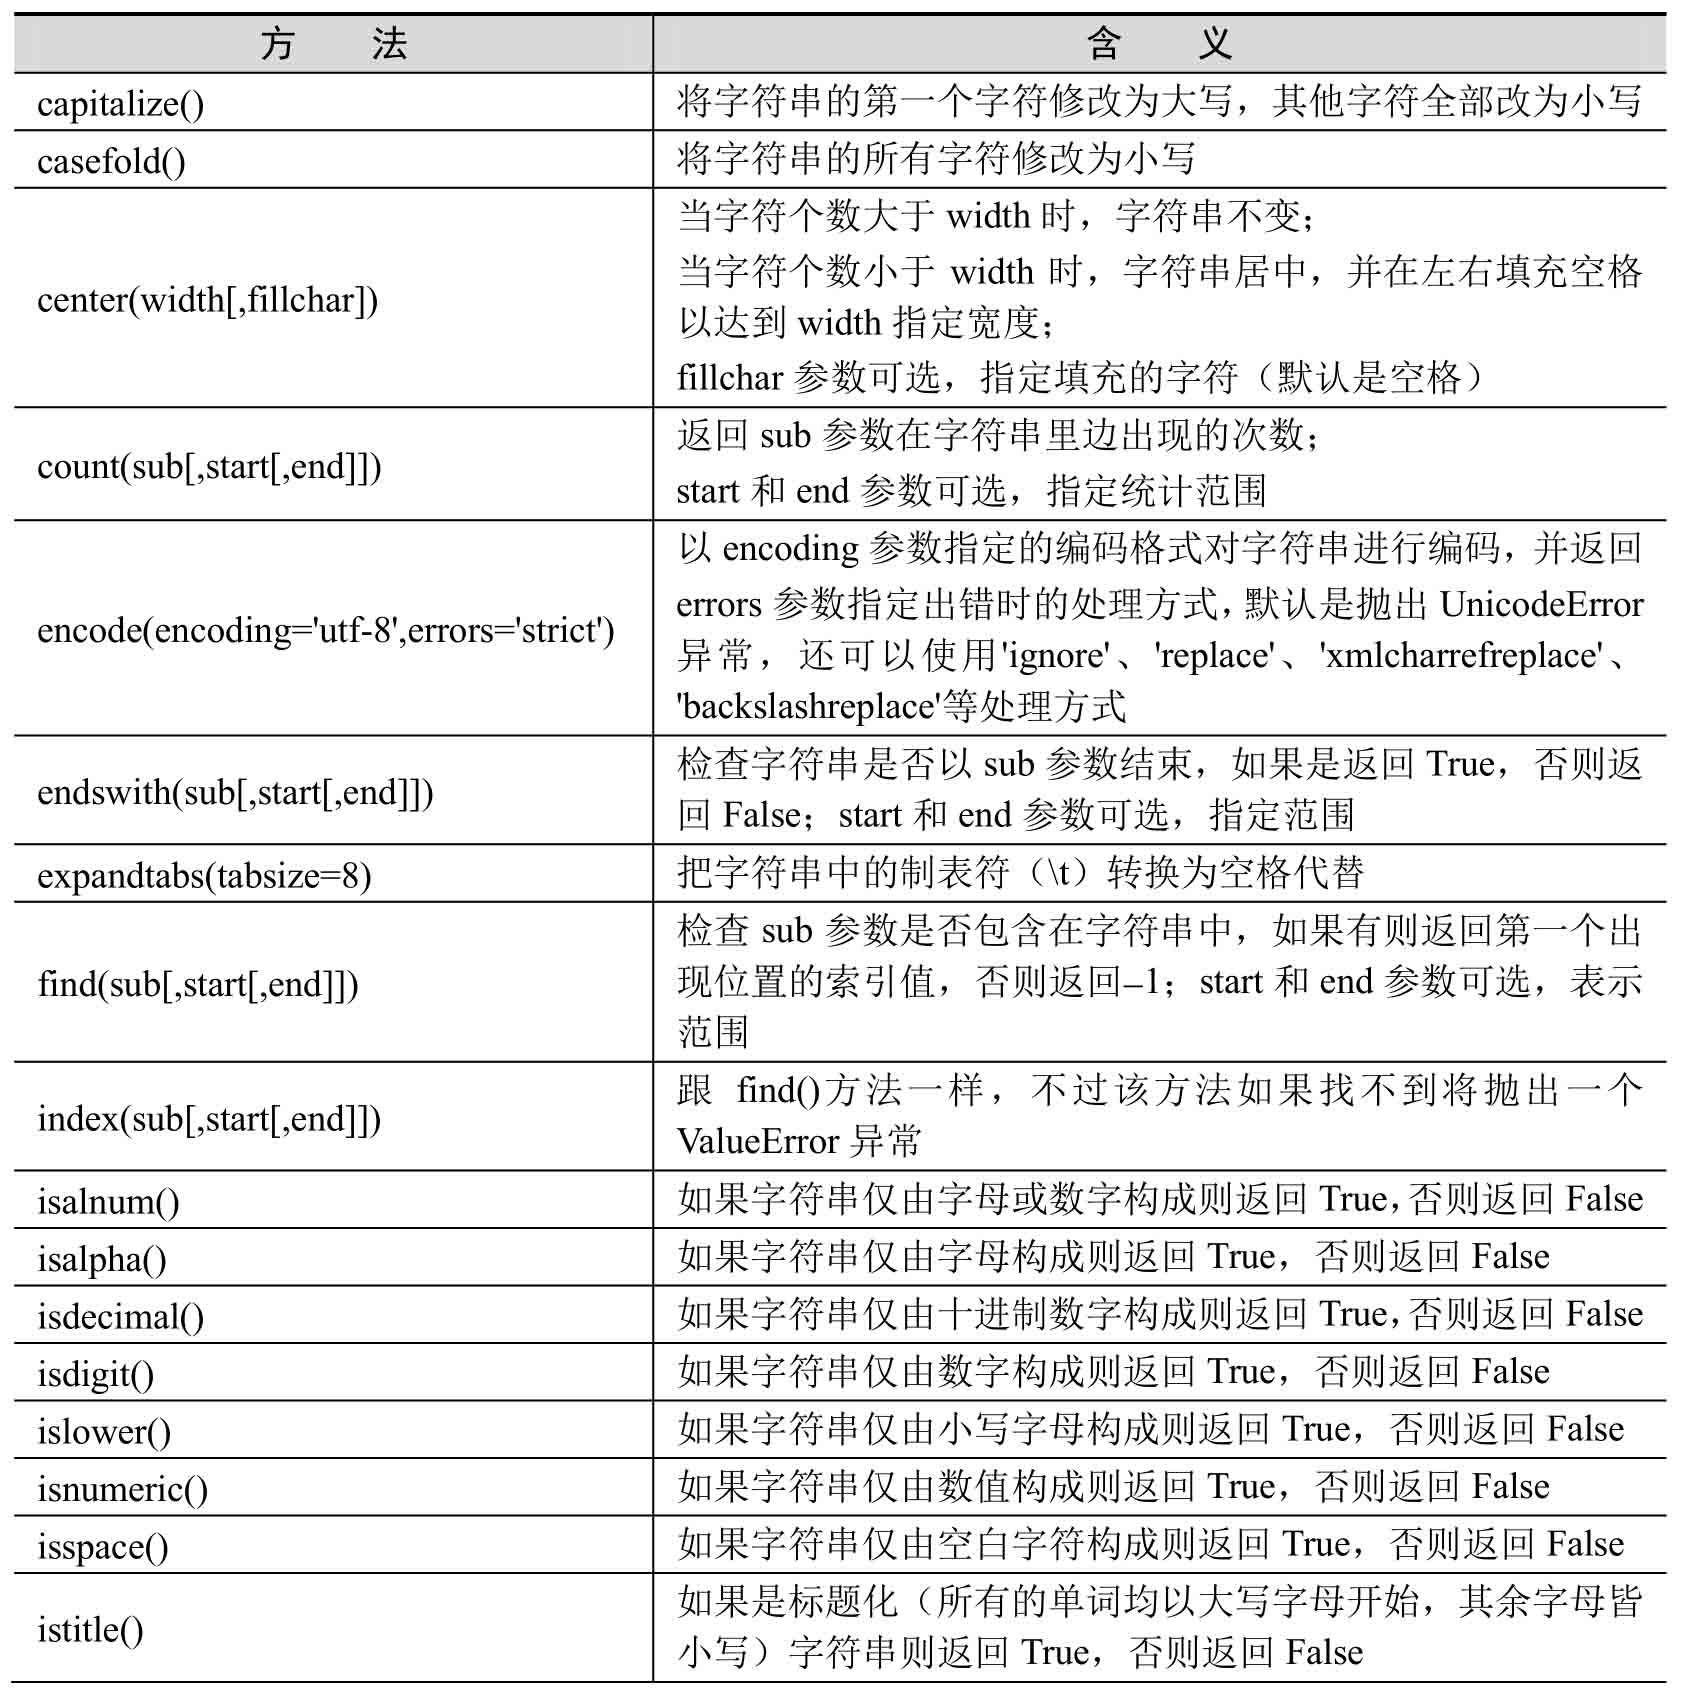 方 法
含 义
capitalize()
将字符串的第一个字符修改为大写，其他字符全部改为小写
casefold()
将字符串的所有字符修改为小写
center(width[,fillchar])
当字符个数大于 width 时，字符串不变；
当字符个数小于 width 时，字符串居中，并在左右填充空格
以达到 width 指定宽度；
fillchar 参数可选，指定填充的字符（默认是空格）
count(sub[,start[,end]])
返回 sub 参数在字符串里边出现的次数；
start 和 end 参数可选，指定统计范围
encode(encoding='utf-8',errors='strict')
以 encoding 参数指定的编码格式对字符串进行编码，并返回
errors 参数指定出错时的处理方式，默认是抛出 UnicodeError
异常，还可以使用'ignore'、'replace'、'xmlcharrefreplace'、
'backslashreplace'等处理方式
endswith(sub[,start[,end]])
检查字符串是否以 sub 参数结束，如果是返回 True，否则返
回 False；start 和 end 参数可选，指定范围
expandtabs(tabsize=8)
把字符串中的制表符（\t）转换为空格代替
find(sub[,start[,end]])
检查 sub 参数是否包含在字符串中，如果有则返回第一个出
现位置的索引值，否则返回–1；start 和 end 参数可选，表示
范围
index(sub[,start[,end]])
跟 find()方法一样，不过该方法如果找不到将抛出一个
ValueError 异常
isalnum()
如果字符串仅由字母或数字构成则返回 True，否则返回 False
isalpha()
如果字符串仅由字母构成则返回 True，否则返回 False
isdecimal()
如果字符串仅由十进制数字构成则返回 True，否则返回 False
isdigit()
如果字符串仅由数字构成则返回 True，否则返回 False
islower()
如果字符串仅由小写字母构成则返回 True，否则返回 False
isnumeric()
如果字符串仅由数值构成则返回 True，否则返回 False
isspace()
如果字符串仅由空白字符构成则返回 True，否则返回 False
istitle()
如果是标题化（所有的单词均以大写字母开始，其余字母皆
小写）字符串则返回 True，否则返回 False